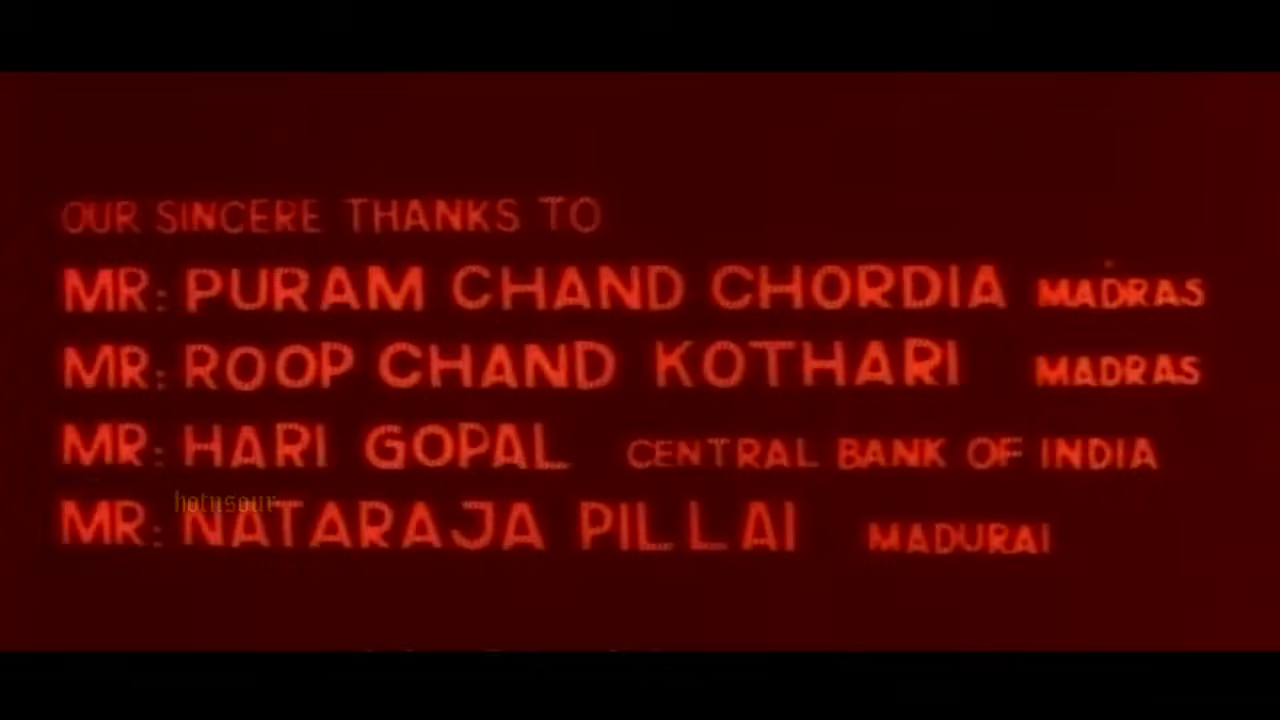 OUR SINCERE THANKS TO
MR: PURAM CHAND CHORDIA MADRAS
MR: ROOP CHAND KOTHARI MADRAS
MR: HARI GOPAL CENTRAL BANK OF INDIA
hotnsour
MR: NATARAJA PILLAI MADURAI